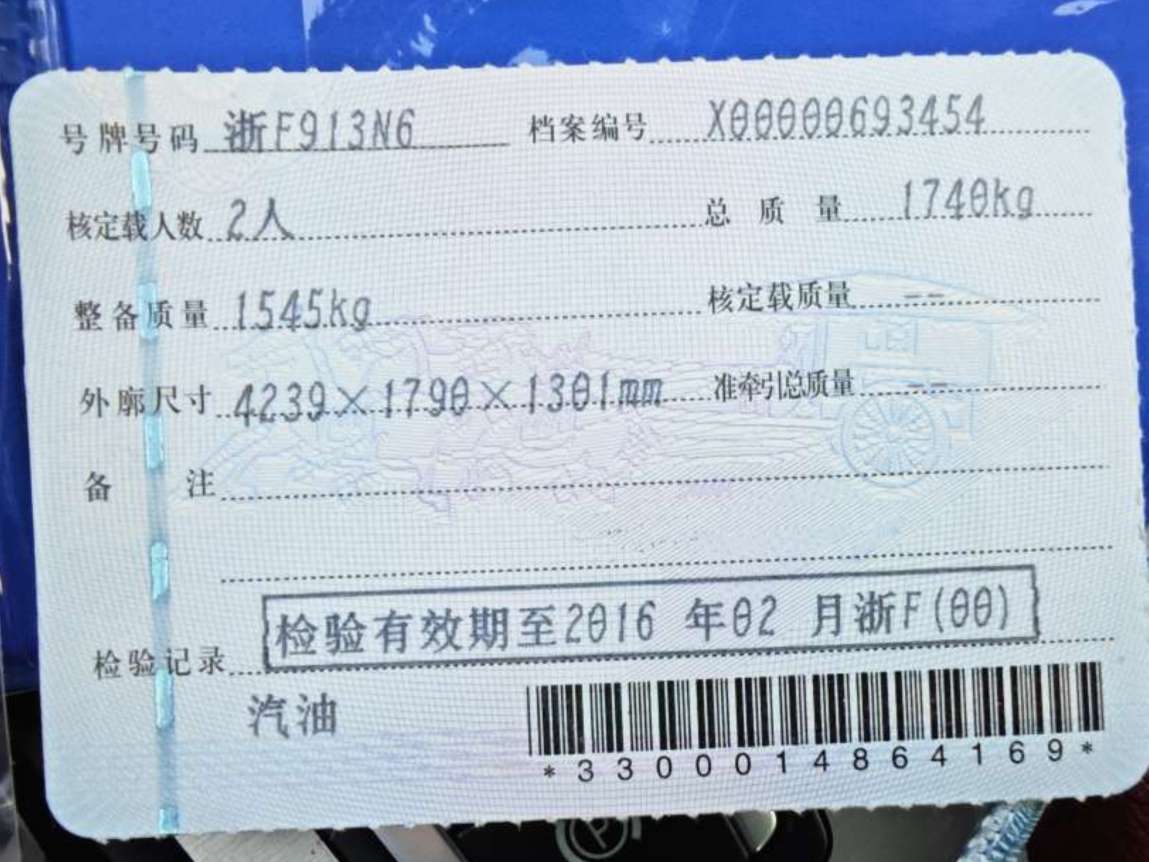 号牌号码 浙F913N6 档案编号 X00000693454
核定载人数 2人 总质量 1740kg
整备质量 1545kg 核定载质量 --
外廓尺寸 4239×1790×1301mm 准牵引总质量 --
备注
检验记录 检验有效期至2016 年02 月浙F(00)
汽油
*33000148641 69*